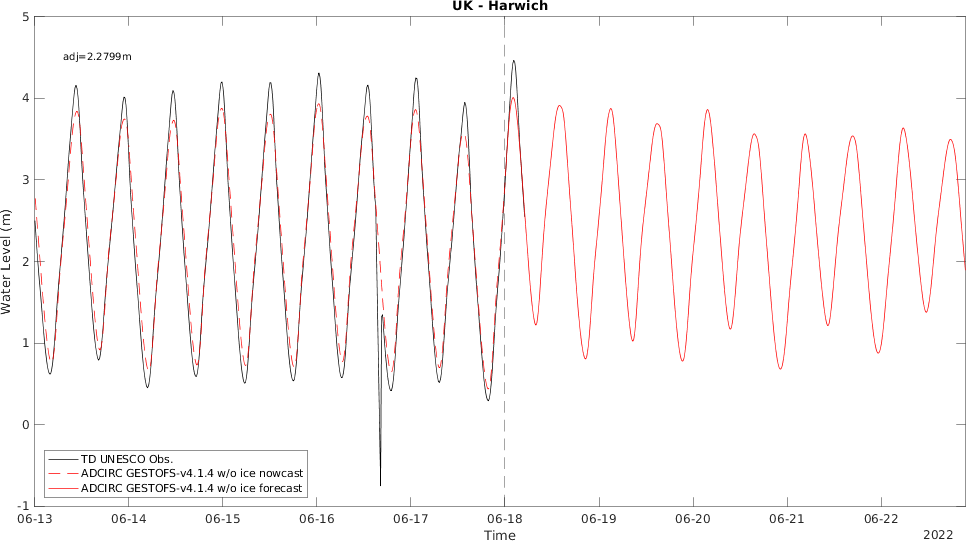 UK - Harwich
5
adj=2.2799m
4
3
Water Level (m)
2
1
0
TD UNESCO Obs.
ADCIRC GESTOFS-v4.1.4 w/o ice nowcast
ADCIRC GESTOFS-v4.1.4 w/o ice forecast
-1
06-13 06-14 06-15 06-16 06-17 06-18 06-19 06-20 06-21 06-22
Time
2022